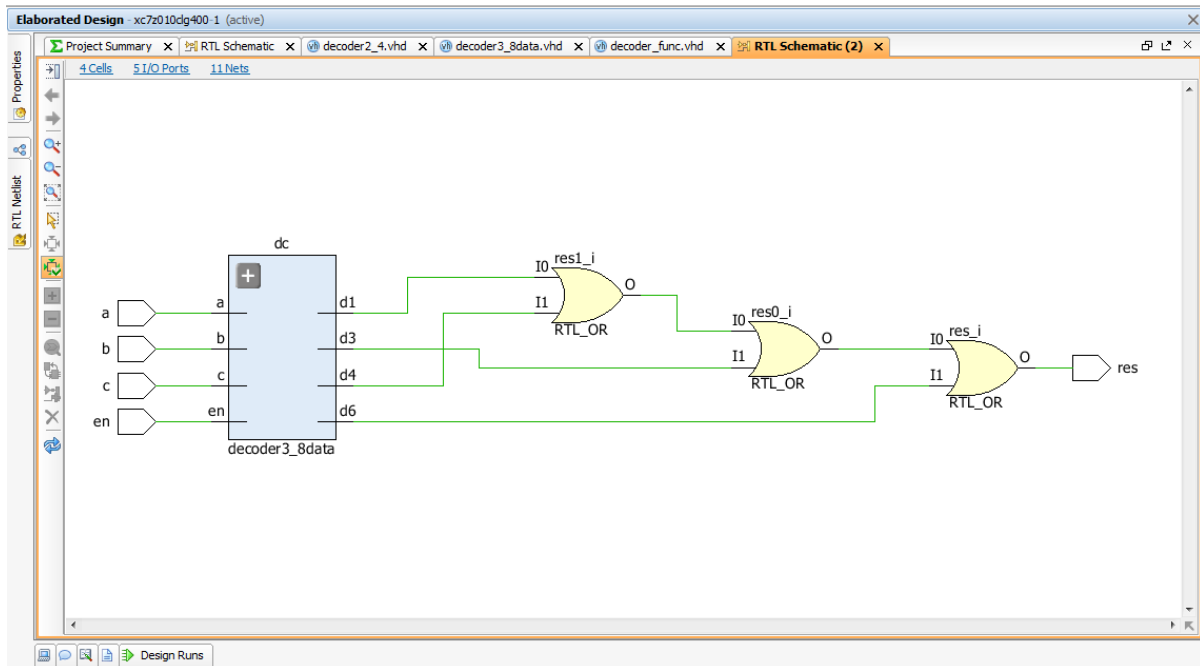 Elaborated Design - xc7z010clg400-1 (active)
Project Summary RTL Schematic decoder2_4.vhd decoder3_8data.vhd decoder_func.vhd RTL Schematic (2)
4 Cells 5 I/O Ports 11 Nets
Properties
RTL Netlist
dc
a
b
c
en
a
b
c
en
d1
d3
d4
d6
decoder3_8data
I0 res1_i
I1
O
RTL_OR
I0 res0_i
I1
O
RTL_OR
I0 res_i
I1
O
RTL_OR
res
Design Runs